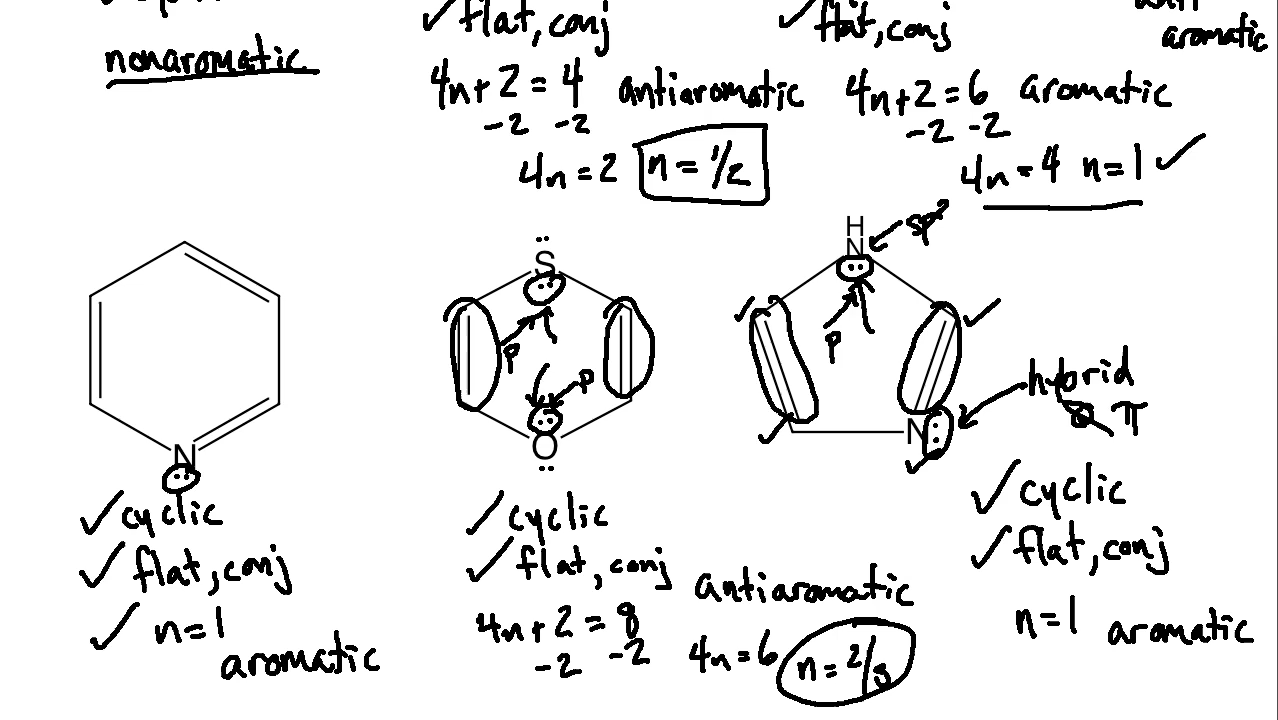 flat, conj
flat, conj
anti
aromatic
nonaromatic
4n+2=4 antiaromatic
-2 -2
4n=2 n=1/2
4n+2=6 aromatic
-2 -2
4n=4 n=1
N
✓ cyclic
✓ flat, conj
✓ n=1
aromatic
S
P
P
O
✓ cyclic
✓ flat, conj
4n+2=8 antiaromatic
-2 -2
4n=6 n=2/3
H
N
sp²
P
N
hybrid
π
✓ cyclic
✓ flat, conj
n=1 aromatic